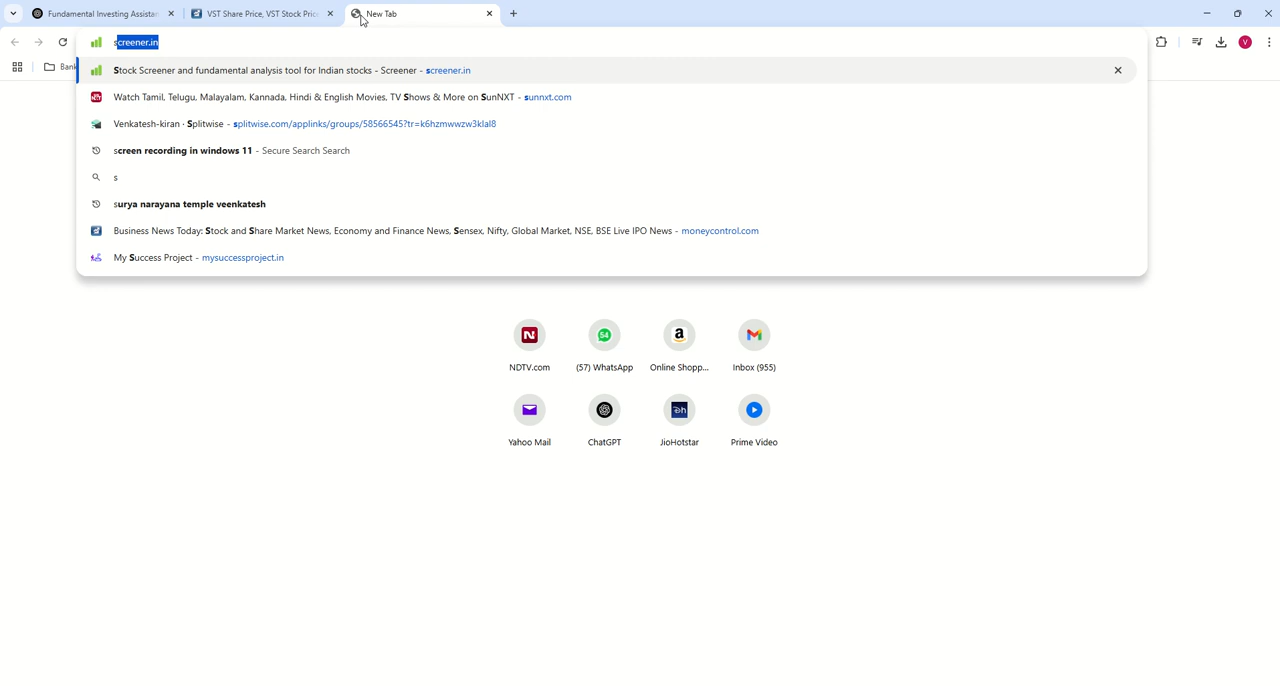 Fundamental Investing Assista
VST Share Price, VST Stock Price
New Tab
screener.in
V
Bank
Stock Screener and fundamental analysis tool for Indian stocks - Screener - screener.in
Watch Tamil, Telugu, Malayalam, Kannada, Hindi & English Movies, TV Shows & More on SunNXT - sunnxt.com
Venkatesh-kiran · Splitwise - splitwise.com/applinks/groups/58566545?tr=k6hzmwwzw3klal8
screen recording in windows 11 - Secure Search Search
s
surya narayana temple veenkatesh
Business News Today: Stock and Share Market News, Economy and Finance News, Sensex, Nifty, Global Market, NSE, BSE Live IPO News - moneycontrol.com
My Success Project - mysuccessproject.in
NDTV.com
(57) WhatsApp
Online Shopp...
Inbox (955)
Yahoo Mail
ChatGPT
JioHotstar
Prime Video